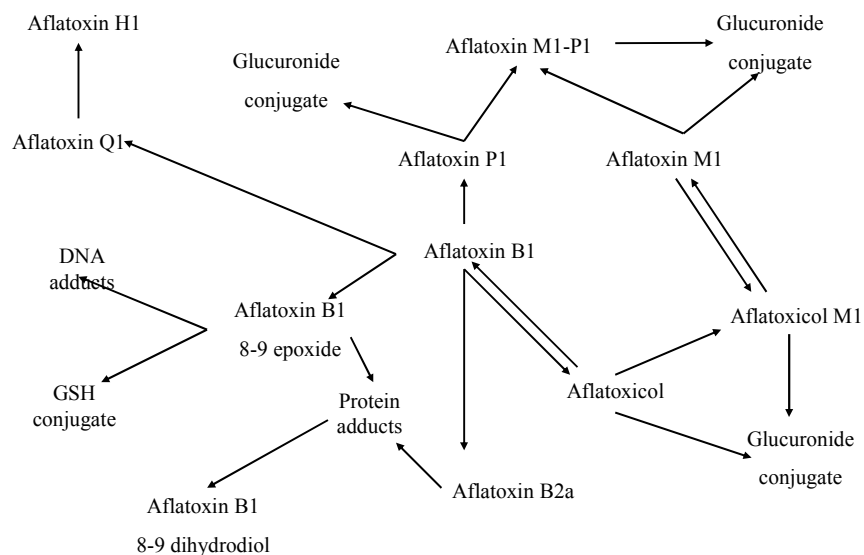 Aflatoxin H1
Aflatoxin M1-P1
Glucuronide
conjugate
Glucuronide
conjugate
Aflatoxin Q1
Aflatoxin P1
Aflatoxin M1
DNA
adducts
Aflatoxin B1
Aflatoxin B1
8-9 epoxide
Aflatoxicol M1
GSH
conjugate
Protein
adducts
Aflatoxicol
Glucuronide
conjugate
Aflatoxin B1
8-9 dihydrodiol
Aflatoxin B2a